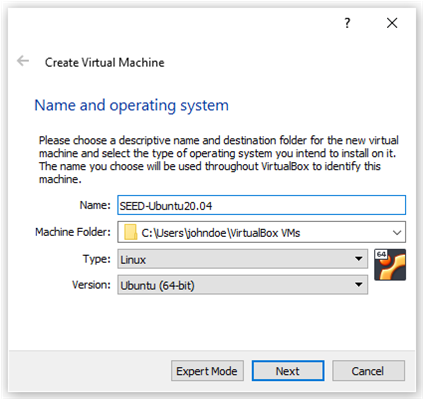 ?
Create Virtual Machine
Name and operating system
Please choose a descriptive name and destination folder for the new virtual
machine and select the type of operating system you intend to install on it.
The name you choose will be used throughout VirtualBox to identify this
machine.
Name: SEED-Ubuntu20.04
Machine Folder: C:\Users\johndoe\VirtualBox VMs
Type: Linux
64
Version: Ubuntu (64-bit)
Expert Mode Next Cancel